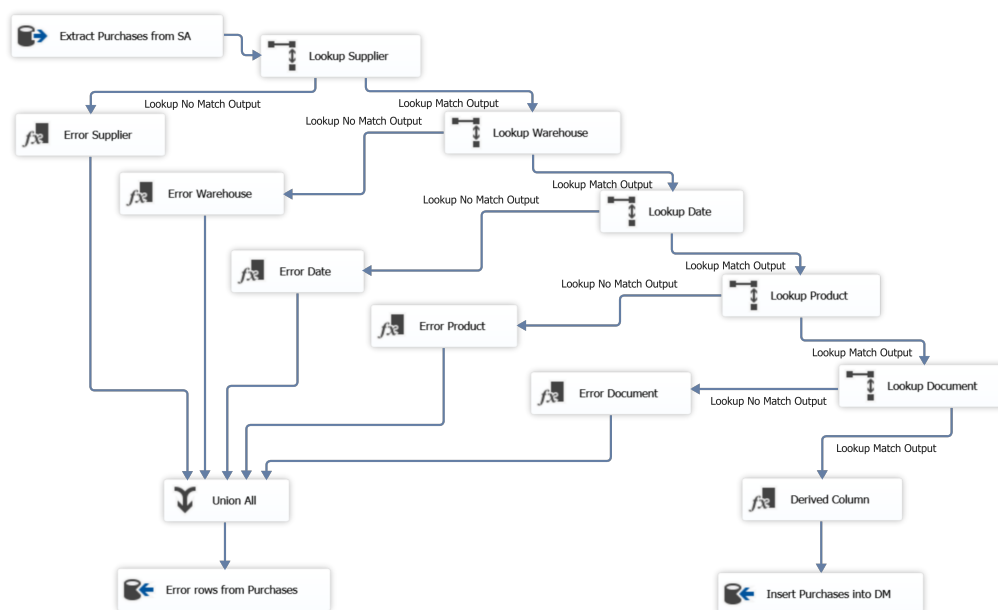 Extract Purchases from SA
Lookup Supplier
Lookup No Match Output
Lookup Match Output
Error Supplier
Lookup No Match Output
Lookup Warehouse
Error Warehouse
Lookup Match Output
Lookup No Match Output
Lookup Date
Error Date
Lookup Match Output
Lookup No Match Output
Lookup Product
Error Product
Lookup Match Output
Error Document
Lookup No Match Output
Lookup Document
Lookup Match Output
Union All
Derived Column
Error rows from Purchases
Insert Purchases into DM